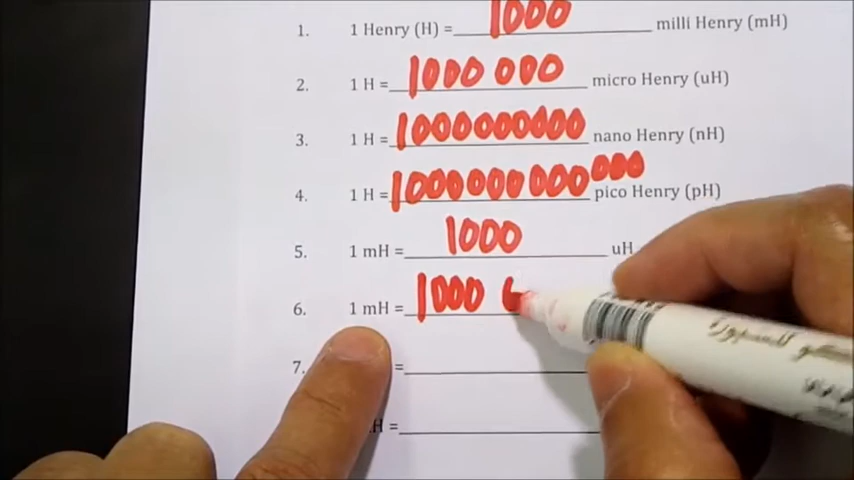 1. 1 Henry (H) = 1000 milli Henry (mH)
2. 1 H = 1000 000 micro Henry (uH)
3. 1 H = 1000000000 nano Henry (nH)
4. 1 H = 1000000000000 pico Henry (pH)
5. 1 mH = 1000 uH
6. 1 mH = 1000
7. =
H =